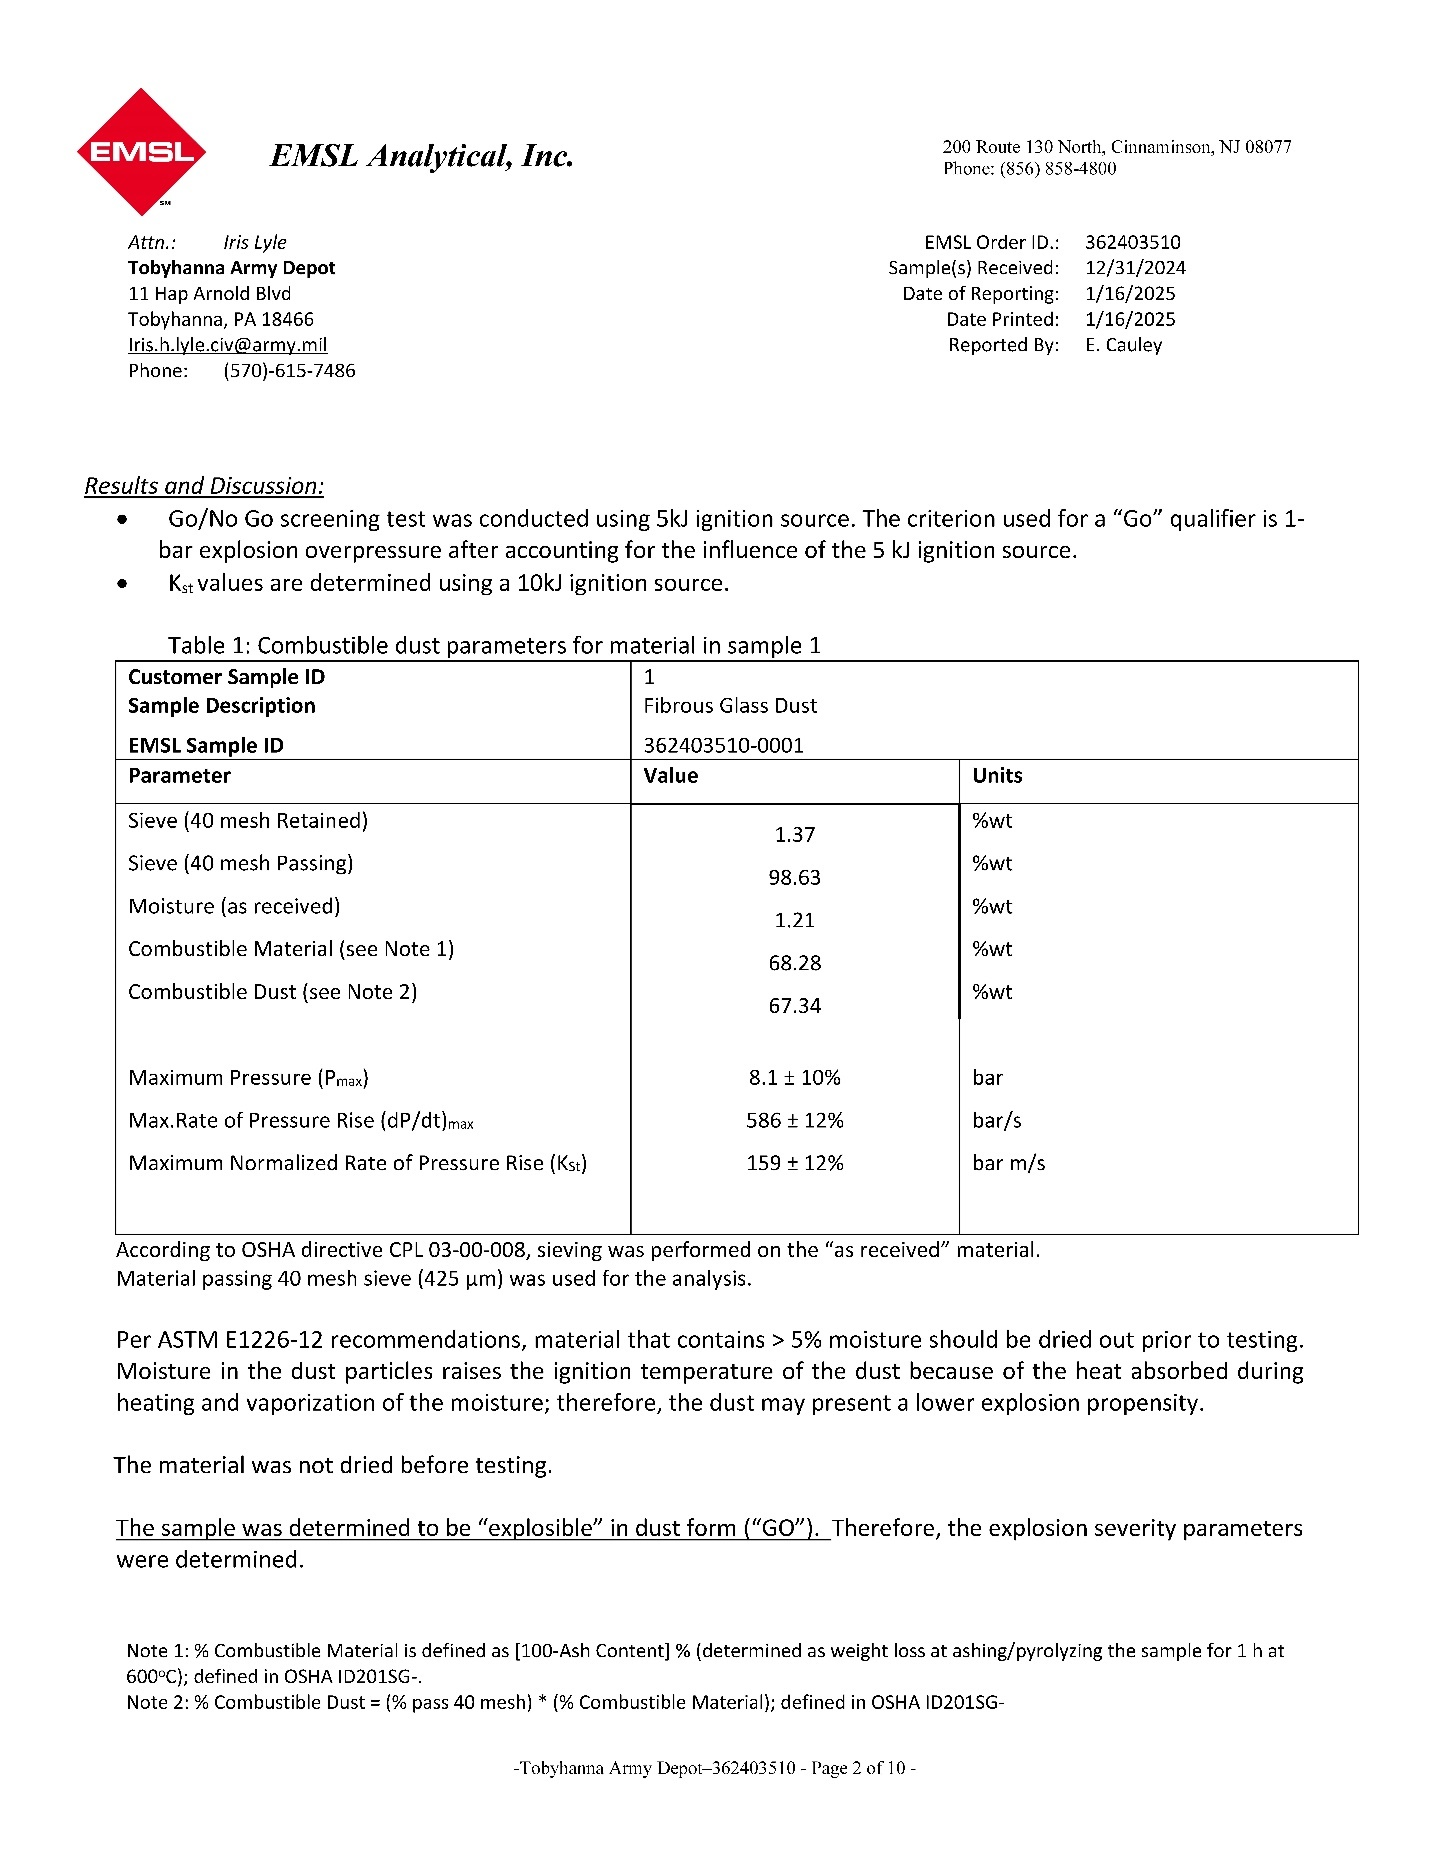 EMSL
SM
EMSL Analytical, Inc.
200 Route 130 North, Cinnaminson, NJ 08077
Phone: (856) 858-4800
Attn.: Iris Lyle
Tobyhanna Army Depot
11 Hap Arnold Blvd
Tobyhanna, PA 18466
Iris.h.lyle.civ@army.mil
Phone: (570)-615-7486
EMSL Order ID.: 362403510
Sample(s) Received: 12/31/2024
Date of Reporting: 1/16/2025
Date Printed: 1/16/2025
Reported By: E. Cauley
Results and Discussion:
• Go/No Go screening test was conducted using 5kJ ignition source. The criterion used for a “Go” qualifier is 1-
bar explosion overpressure after accounting for the influence of the 5 kJ ignition source.
• Kst values are determined using a 10kJ ignition source.
Table 1: Combustible dust parameters for material in sample 1
Customer Sample ID 1
Sample Description Fibrous Glass Dust
EMSL Sample ID 362403510-0001
Parameter Value Units
Sieve (40 mesh Retained) 1.37 %wt
Sieve (40 mesh Passing) 98.63 %wt
Moisture (as received) 1.21 %wt
Combustible Material (see Note 1) 68.28 %wt
Combustible Dust (see Note 2) 67.34 %wt
Maximum Pressure (Pmax) 8.1 ± 10% bar
Max.Rate of Pressure Rise (dP/dt)max 586 ± 12% bar/s
Maximum Normalized Rate of Pressure Rise (KSt) 159 ± 12% bar m/s
According to OSHA directive CPL 03-00-008, sieving was performed on the “as received” material.
Material passing 40 mesh sieve (425 µm) was used for the analysis.
Per ASTM E1226-12 recommendations, material that contains > 5% moisture should be dried out prior to testing.
Moisture in the dust particles raises the ignition temperature of the dust because of the heat absorbed during
heating and vaporization of the moisture; therefore, the dust may present a lower explosion propensity.
The material was not dried before testing.
The sample was determined to be “explosible” in dust form (“GO”). Therefore, the explosion severity parameters
were determined.
Note 1: % Combustible Material is defined as [100-Ash Content] % (determined as weight loss at ashing/pyrolyzing the sample for 1 h at
600ºC); defined in OSHA ID201SG-.
Note 2: % Combustible Dust = (% pass 40 mesh) * (% Combustible Material); defined in OSHA ID201SG-
-Tobyhanna Army Depot–362403510 - Page 2 of 10 -